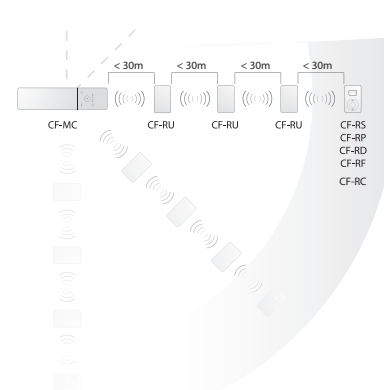 < 30m < 30m < 30m < 30m
CF-MC CF-RU CF-RU CF-RU CF-RS
CF-RP
CF-RD
CF-RF
CF-RC